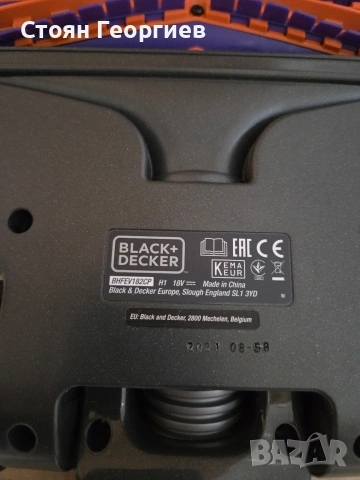 Стоян Георгиев
BLACK+
DECKER
EAC CE
KEMA
KEUR
BHFEV182CP H1 18V Made in China
Black & Decker Europe, Slough England SL1 3YD
EU: Black and Decker, 2800 Mechelen, Belgium
2021 08-58
BAZAR